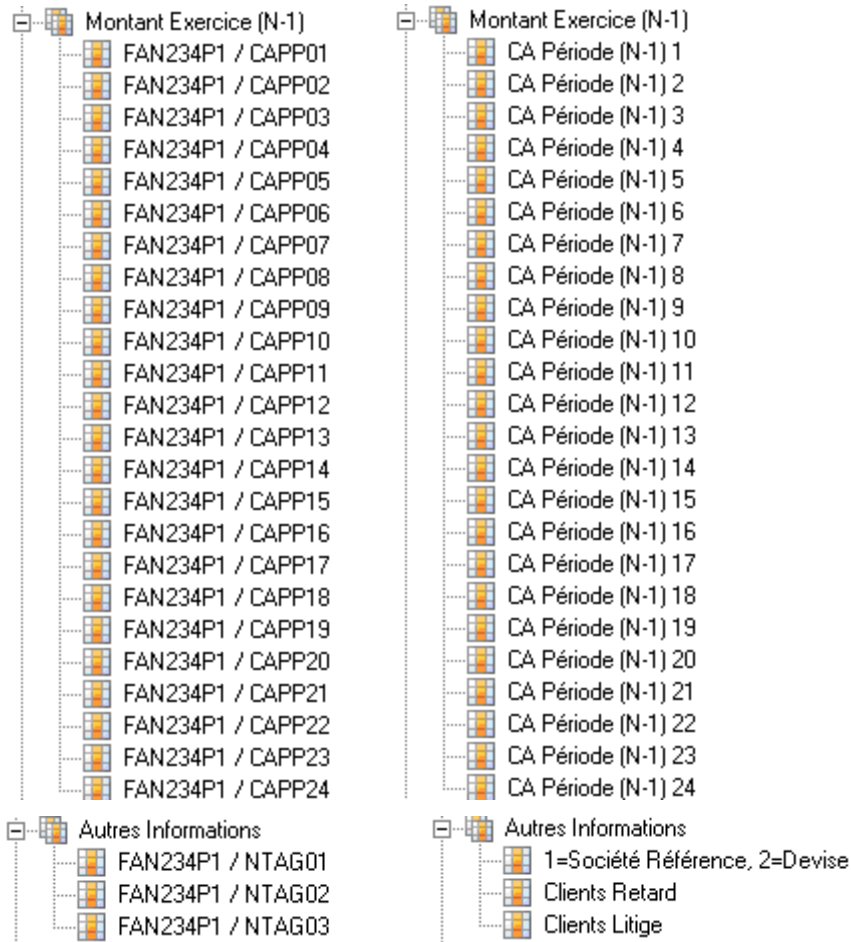 Montant Exercice (N-1)
FAN234P1 / CAPP01
FAN234P1 / CAPP02
FAN234P1 / CAPP03
FAN234P1 / CAPP04
FAN234P1 / CAPP05
FAN234P1 / CAPP06
FAN234P1 / CAPP07
FAN234P1 / CAPP08
FAN234P1 / CAPP09
FAN234P1 / CAPP10
FAN234P1 / CAPP11
FAN234P1 / CAPP12
FAN234P1 / CAPP13
FAN234P1 / CAPP14
FAN234P1 / CAPP15
FAN234P1 / CAPP16
FAN234P1 / CAPP17
FAN234P1 / CAPP18
FAN234P1 / CAPP19
FAN234P1 / CAPP20
FAN234P1 / CAPP21
FAN234P1 / CAPP22
FAN234P1 / CAPP23
FAN234P1 / CAPP24
Autres Informations
FAN234P1 / NTAG01
FAN234P1 / NTAG02
FAN234P1 / NTAG03
Montant Exercice (N-1)
CA Période (N-1) 1
CA Période (N-1) 2
CA Période (N-1) 3
CA Période (N-1) 4
CA Période (N-1) 5
CA Période (N-1) 6
CA Période (N-1) 7
CA Période (N-1) 8
CA Période (N-1) 9
CA Période (N-1) 10
CA Période (N-1) 11
CA Période (N-1) 12
CA Période (N-1) 13
CA Période (N-1) 14
CA Période (N-1) 15
CA Période (N-1) 16
CA Période (N-1) 17
CA Période (N-1) 18
CA Période (N-1) 19
CA Période (N-1) 20
CA Période (N-1) 21
CA Période (N-1) 22
CA Période (N-1) 23
CA Période (N-1) 24
Autres Informations
1=Société Référence, 2=Devise
Clients Retard
Clients Litige